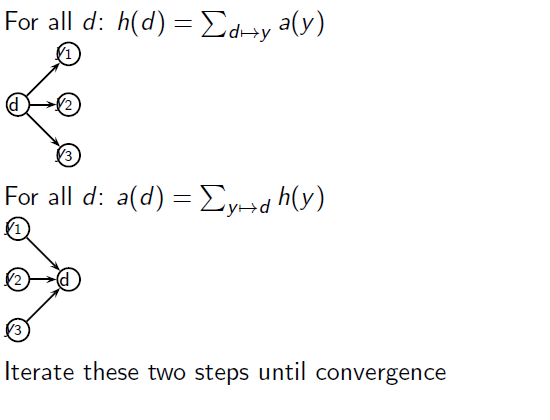 For all d: h(d) = ∑d↦y a(y)
y1
d
y2
y3
For all d: a(d) = ∑y↦d h(y)
y1
y2
d
y3
Iterate these two steps until convergence